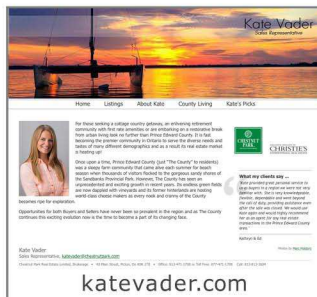 Kate Vader
Sales Representative
Home Listings About Kate County Living Kate's Picks
For those seeking a cottage country getaway, an enlivening retirement
community with first rate amenities or are embarking on a restorative break
from urban living look no further than Prince Edward County. It is fast
becoming the premier community in Ontario to serve the diverse needs and
tastes of many different demographics and as a result its real estate market
is heating up!
Once upon a time, Prince Edward County (just "The County" to residents)
was a sleepy farm community that came alive each summer for beach
season when thousands of visitors flocked to the gorgeous sandy shores of
the Sandbanks Provincial Park. However, The County has seen an
unprecedented and exciting growth in recent years. Its endless green fields
are now dappled with vineyards and its former hinterlands are hosting
world-class cheese makers as every nook and cranny of the County
becomes ripe for exploration.
Opportunities for both Buyers and Sellers have never been so prevalent in the region and as The County
continues this exciting evolution now is the time to become a part of its changing face.
CHESTNUT
PARK
CHRISTIE'S
What my clients say ...
Kathryn & Ed
Kate Vader
Sales Representative, katevader@chestnutpark.com
katevader.com